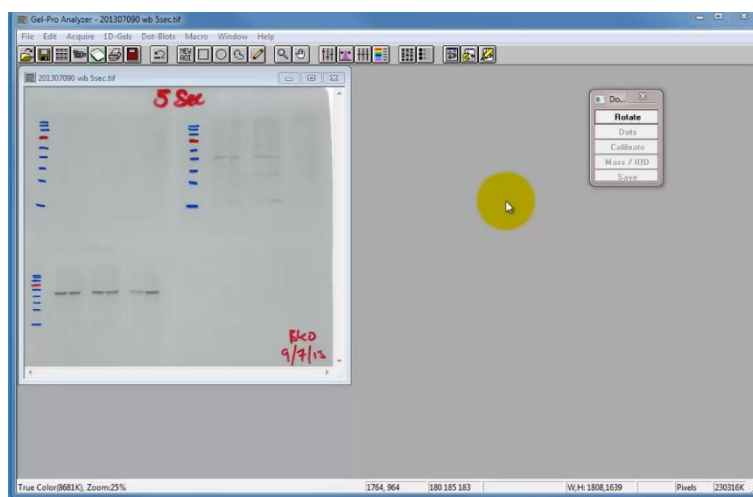 Gel-Pro Analyzer - 201307090 wb 5sec.tif
File Edit Acquire 1D-Gels Dot-Blots Macro Window Help
NEW
AOI
201307090 wb 5sec.tif
5 Sec
Do...
Rotate
Dots
Calibrate
Mass / IOD
Save
BkD
9/7/13
True Color(8681K), Zoom:25%
1764, 964
180 185 183
W,H: 1808,1639
Pixels
230316K